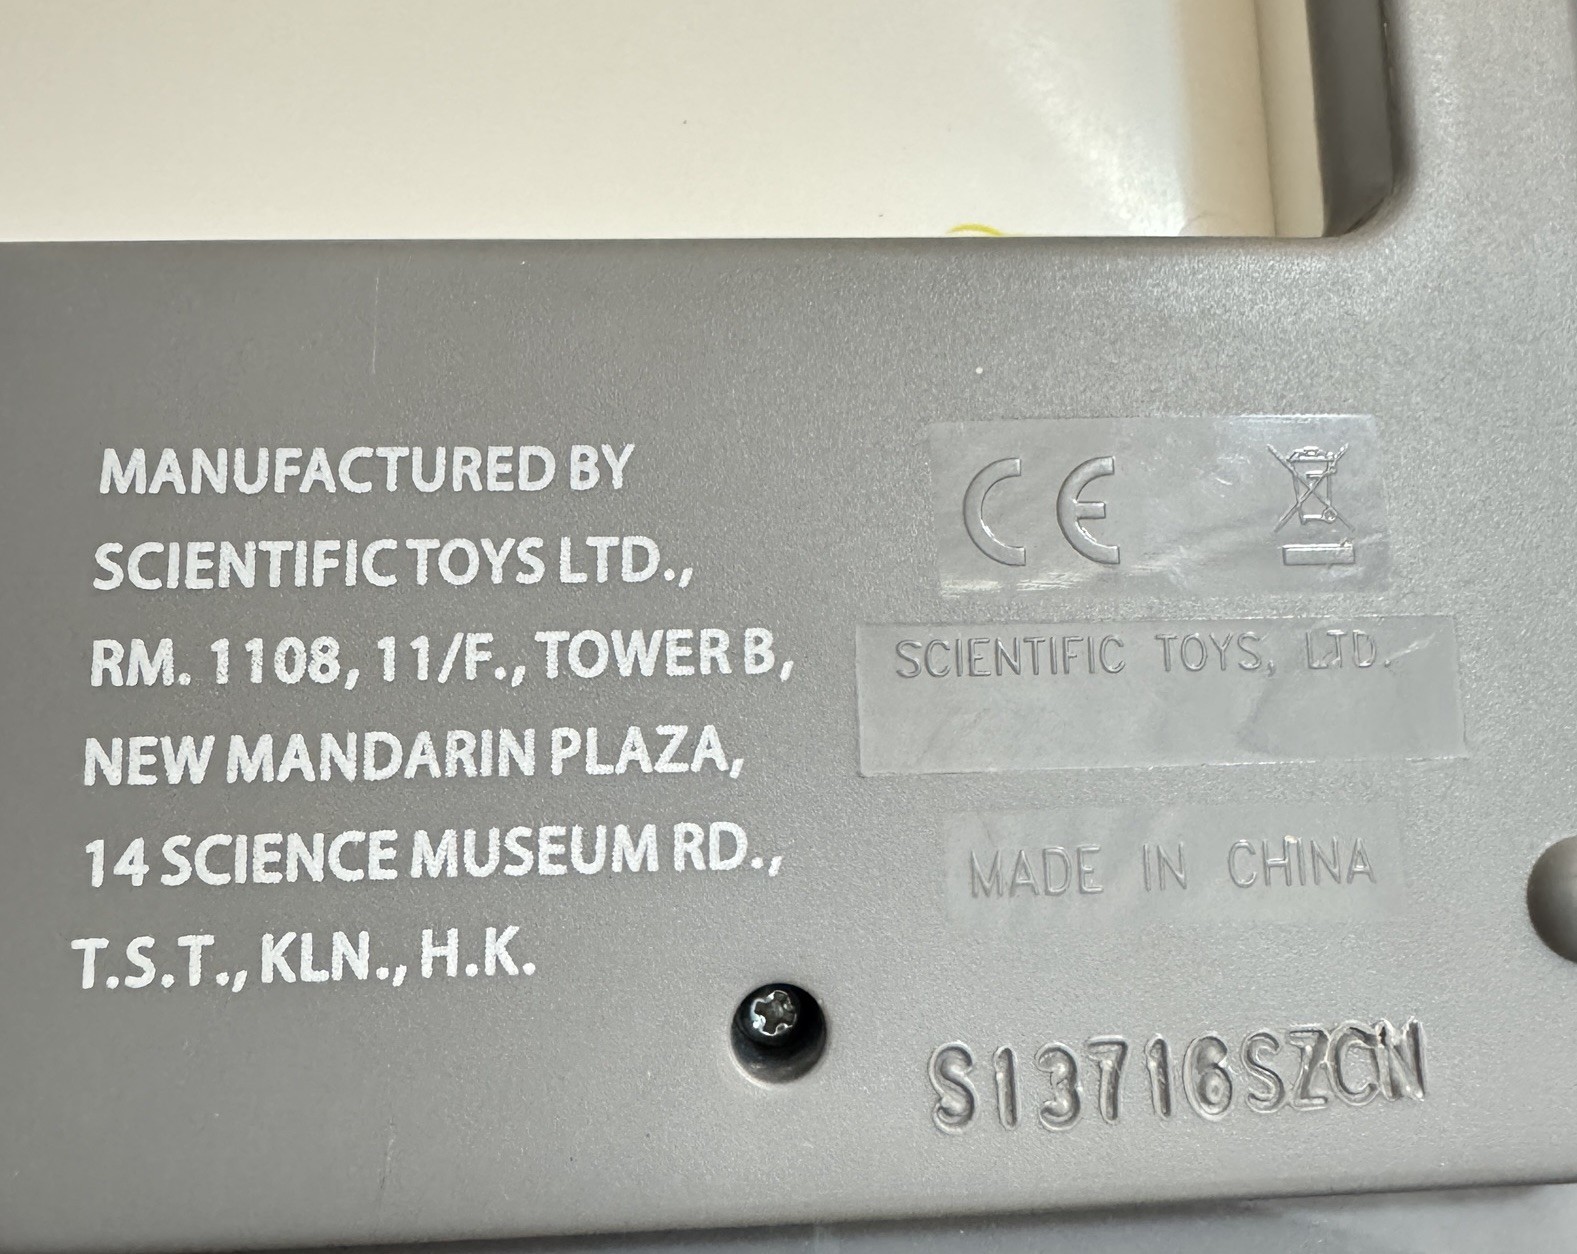 MANUFACTURED BY
SCIENTIFIC TOYS LTD.,
RM. 1108, 11/F., TOWER B,
NEW MANDARIN PLAZA,
14 SCIENCE MUSEUM RD.,
T.S.T., KLN., H.K.
CE
SCIENTIFIC TOYS, LTD.
MADE IN CHINA
S13716SZCN